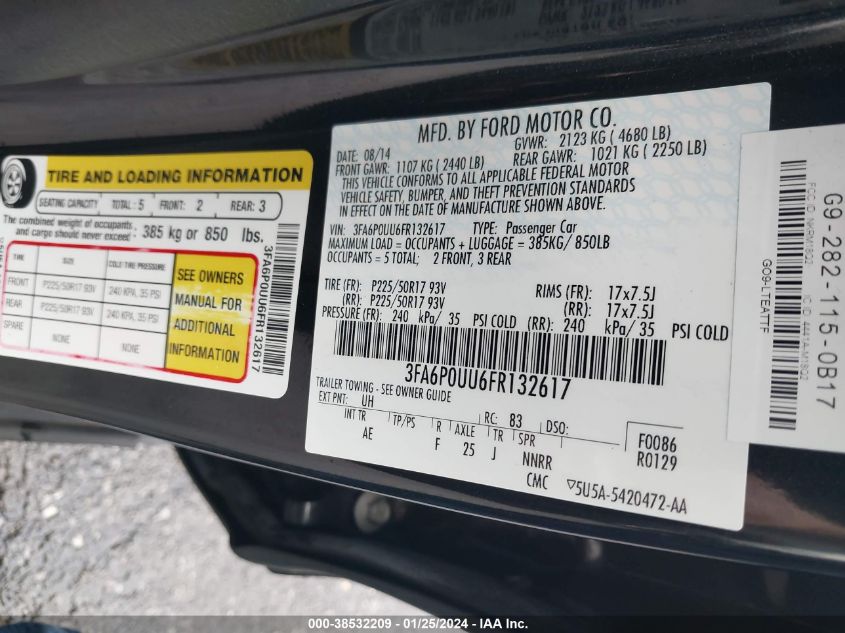 TIRE AND LOADING INFORMATION
SEATING CAPACITY TOTAL: 5 FRONT: 2 REAR: 3
The combined weight of occupants
and cargo should never exceed: 385 kg or 850 lbs.
TIRE SIZE COLD TIRE PRESSURE
FRONT P225/50R17 93V 240 KPA, 35 PSI
REAR P225/50R17 93V 240 KPA, 35 PSI
SPARE NONE NONE
SEE OWNERS
MANUAL FOR
ADDITIONAL
INFORMATION
3FA6P0UU6FR132617
MFD. BY FORD MOTOR CO.
DATE: 08/14 GVWR: 2123 KG (4680 LB)
FRONT GAWR: 1107 KG (2440 LB) REAR GAWR: 1021 KG (2250 LB)
THIS VEHICLE CONFORMS TO ALL APPLICABLE FEDERAL MOTOR
VEHICLE SAFETY, BUMPER, AND THEFT PREVENTION STANDARDS
IN EFFECT ON THE DATE OF MANUFACTURE SHOWN ABOVE.
VIN: 3FA6P0UU6FR132617 TYPE: Passenger Car
MAXIMUM LOAD = OCCUPANTS + LUGGAGE = 385KG/ 850LB
OCCUPANTS = 5 TOTAL; 2 FRONT, 3 REAR
TIRE (FR): P225/50R17 93V RIMS (FR): 17x7.5J
(RR): P225/50R17 93V (RR): 17x7.5J
PRESSURE (FR): 240 kPa/ 35 PSI COLD (RR): 240 kPa/ 35 PSI COLD
3FA6P0UU6FR132617
TRAILER TOWING - SEE OWNER GUIDE
EXT PNT: UH RC: 83 DSO:
INT TR TP/PS R AXLE TR SPR F0086
AE F 25 J NNRR R0129
CMC 5U5A-5420472-AA
G9-282-115-0B17
000-38532209 - 01/25/2024 - IAA Inc.